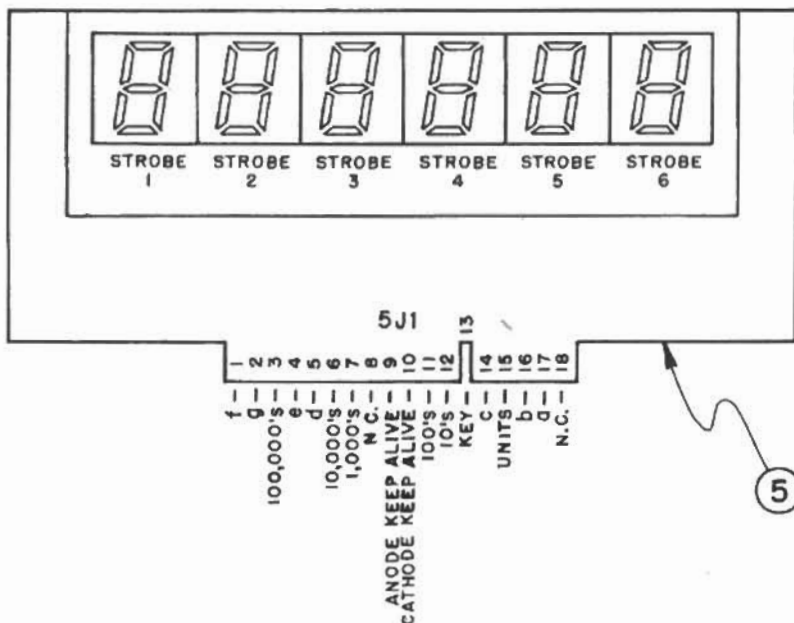 STROBE 1
STROBE 2
STROBE 3
STROBE 4
STROBE 5
STROBE 6
5J1
f – 1
g – 2
100,000's – 3
e – 4
d – 5
10,000's – 6
1,000's – 7
N.C. – 8
ANODE KEEP ALIVE – 9
CATHODE KEEP ALIVE – 10
100's – 11
10's – 12
KEY – 13
c – 14
UNITS – 15
b – 16
a – 17
N.C. – 18
5